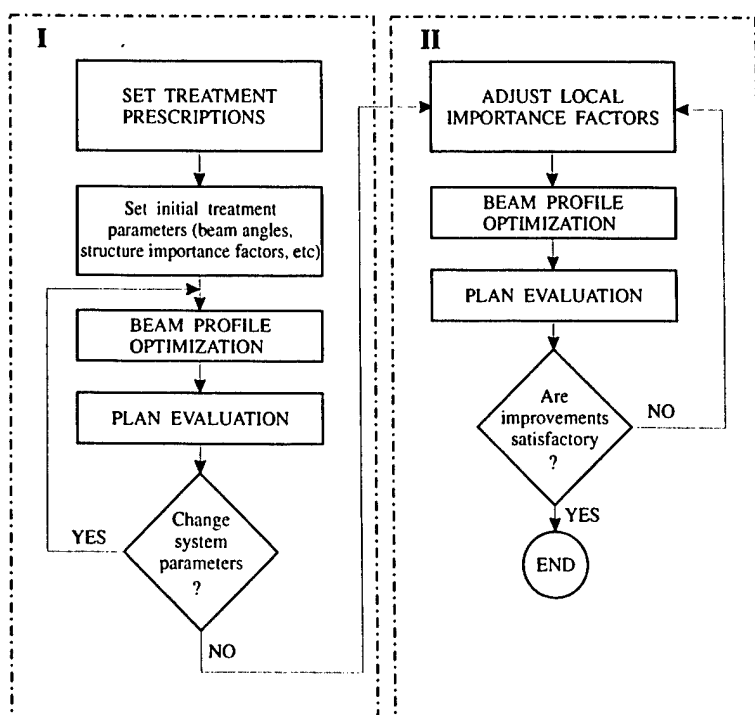 I
SET TREATMENT
PRESCRIPTIONS
Set initial treatment
parameters (beam angles,
structure importance factors, etc)
BEAM PROFILE
OPTIMIZATION
PLAN EVALUATION
YES
Change
system
parameters
?
NO
II
ADJUST LOCAL
IMPORTANCE FACTORS
BEAM PROFILE
OPTIMIZATION
PLAN EVALUATION
Are
improvements
satisfactory
?
NO
YES
END